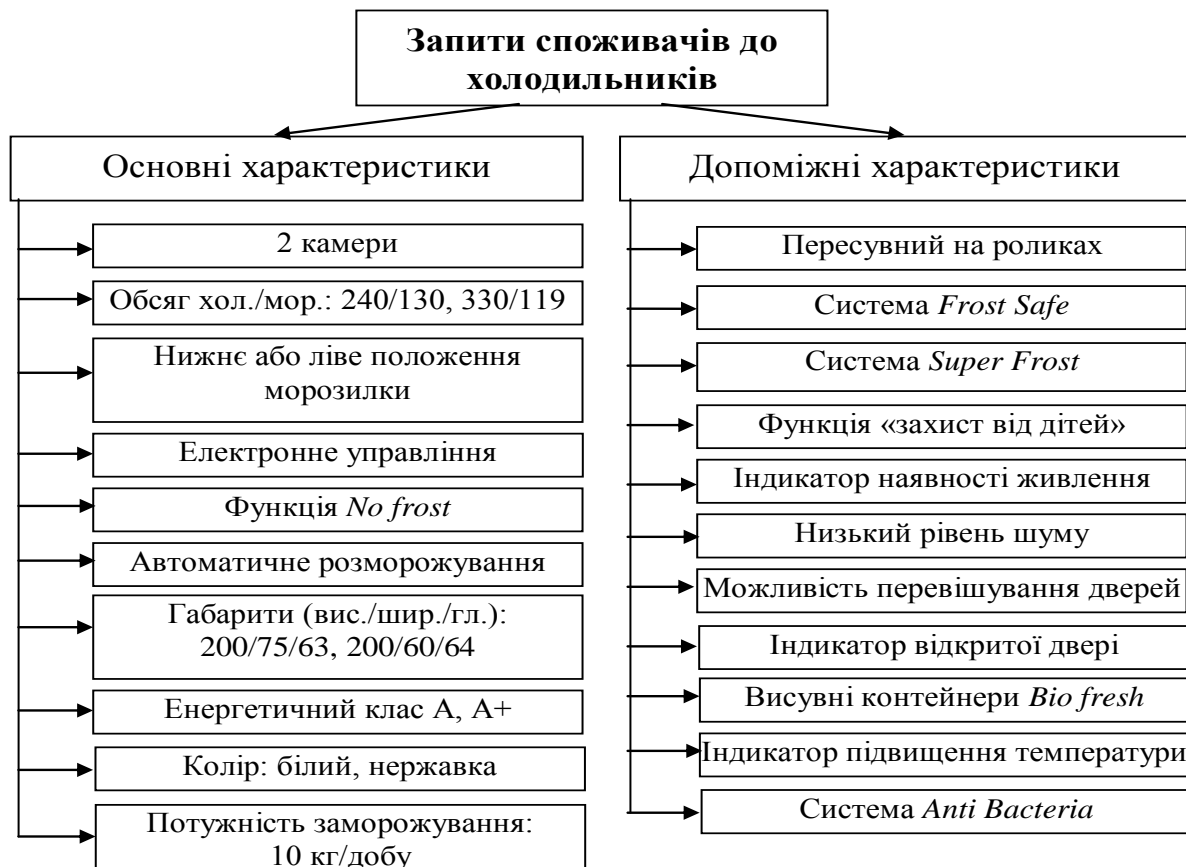 Запити споживачів до
холодильників
Основні характеристики
2 камери
Обсяг хол./мор.: 240/130, 330/119
Нижнє або ліве положення
морозилки
Електронне управління
Функція No frost
Автоматичне розморожування
Габарити (вис./шир./гл.):
200/75/63, 200/60/64
Енергетичний клас А, А+
Колір: білий, нержавка
Потужність заморожування:
10 кг/добу
Допоміжні характеристики
Пересувний на роликах
Система Frost Safe
Система Super Frost
Функція «захист від дітей»
Індикатор наявності живлення
Низький рівень шуму
Можливість перевішування дверей
Індикатор відкритої двері
Висувні контейнери Bio fresh
Індикатор підвищення температури
Система Anti Bacteria